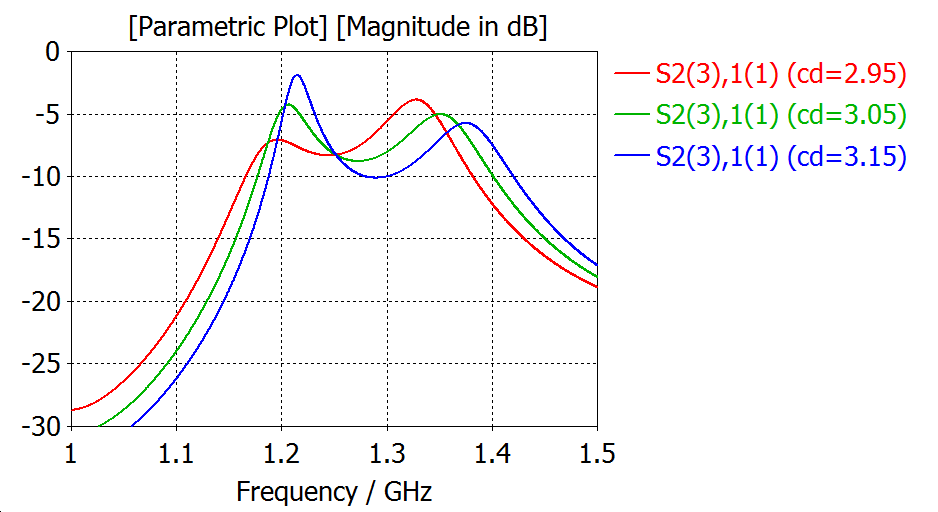 [Parametric Plot] [Magnitude in dB]
0
-5
-10
-15
-20
-25
-30
1 1.1 1.2 1.3 1.4 1.5
Frequency / GHz
S2(3),1(1) (cd=2.95)
S2(3),1(1) (cd=3.05)
S2(3),1(1) (cd=3.15)